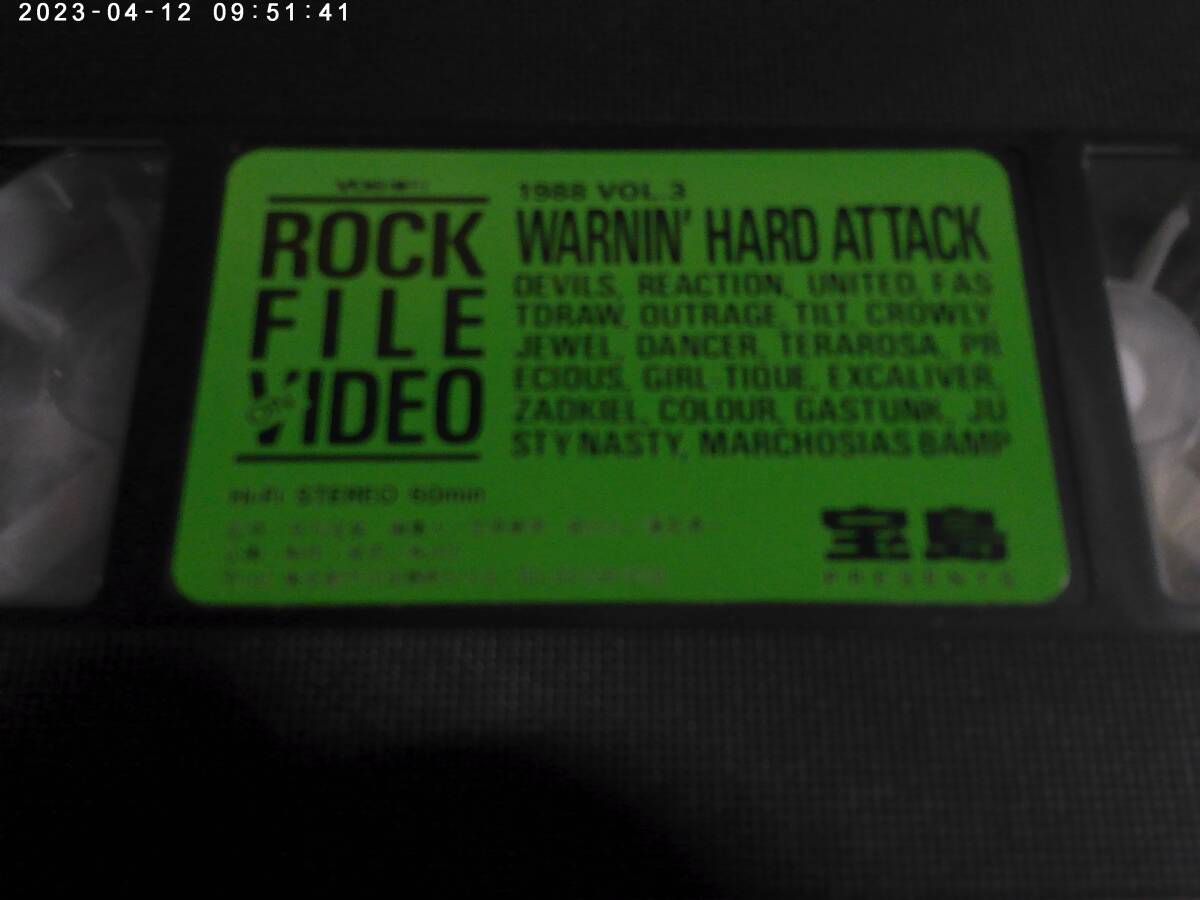 2023-04-12 09:51:41
ROCK
FILE
ON
VIDEO
1988 VOL.3
WARNIN' HARD ATTACK
DEVILS, REACTION, UNITED, FAS
TDRAW, OUTRAGE, TILT, CROWLY,
JEWEL, DANCER, TERAROSA, PR
ECIOUS, GIRL-TIQUE, EXCALIVER,
ZADKIEL, COLOUR, GASTUNK, JU
STY NASTY, MARCHOSIAS BAMP
Hi-Fi STEREO 60min
宝島
PRESENTS